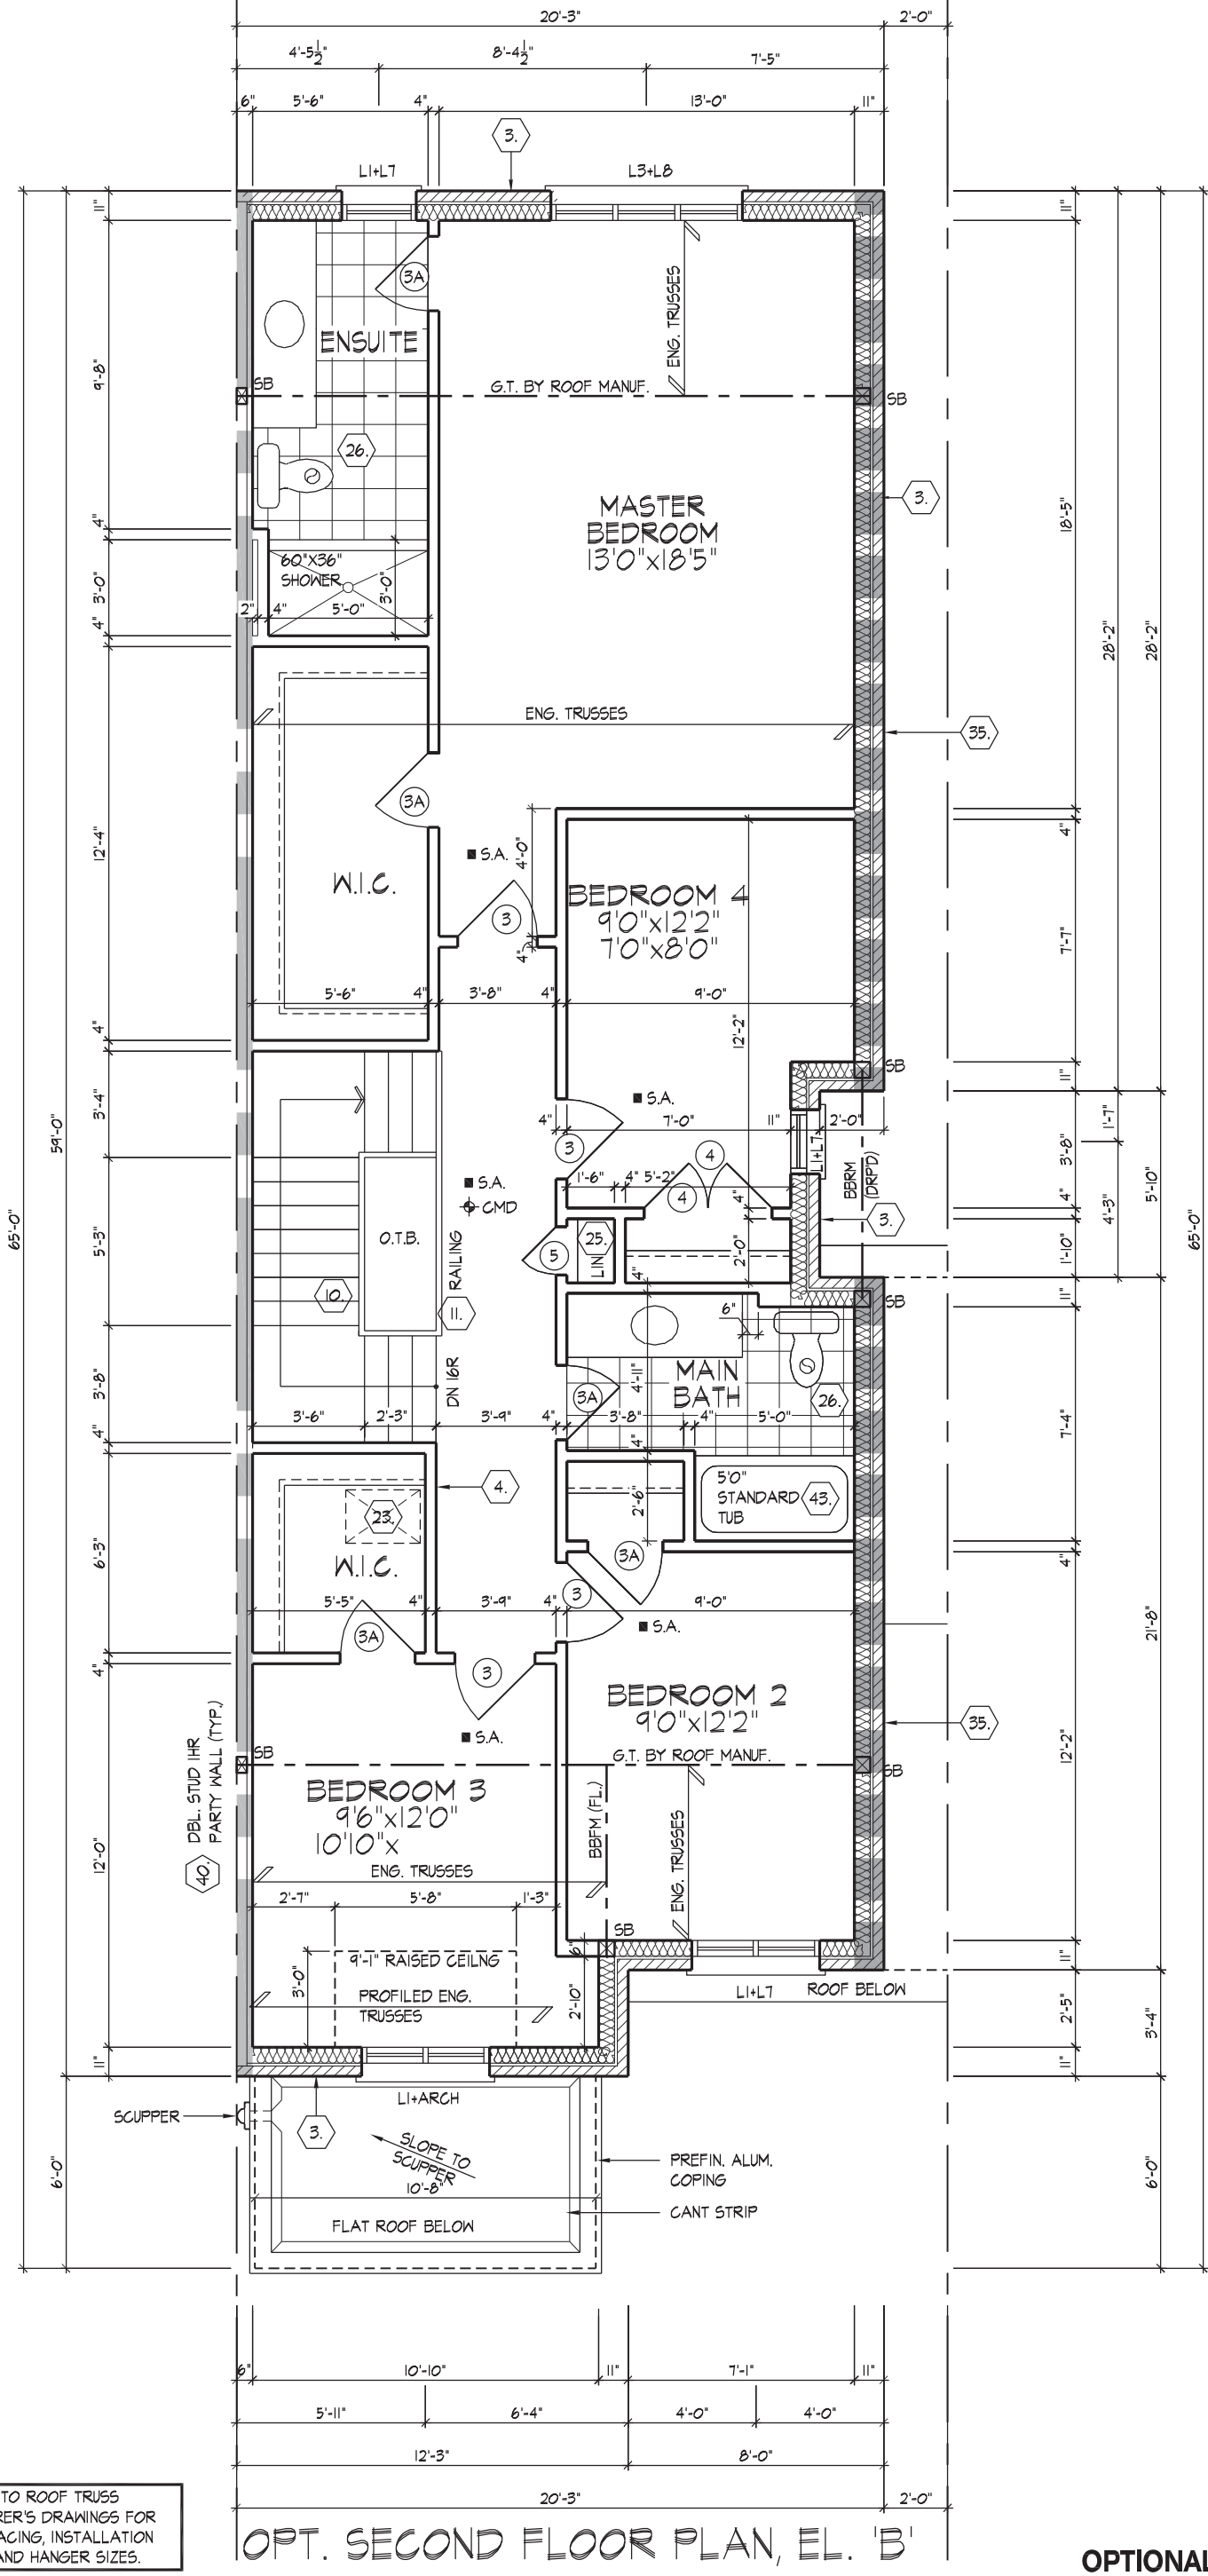 20'-3"
2'-0"
4'-5½"
8'-4½"
7'-5"
6"
5'-6"
4"
13'-0"
11"
3.
L1+L7
L3+L8
11"
11"
3A
ENG. TRUSSES
ENSUITE
9'-8"
SB
G.T. BY ROOF MANUF.
SB
26.
MASTER
BEDROOM
13'0"x18'5"
3.
18'-5"
4"
60"X36"
SHOWER
3'-0"
3'-0"
2"
4"
5'-0"
4"
28'-2"
28'-2"
ENG. TRUSSES
35.
3A
12'-4"
S.A.
4'-0"
4"
W.I.C.
3
BEDROOM 4
9'0"x12'2"
7'0"x8'0"
4"
7'-7"
5'-6"
4"
3'-8"
4"
9'-0"
12'-2"
4"
SB
11"
3'-4"
S.A.
4"
7'-0"
11"
2'-0"
1'-7"
59'-0"
65'-0"
3
4
L1+L7
BBRM
(DRP'D)
3'-8"
1'-6"
4"
5'-2"
S.A.
CMD
4
4"
4"
5'-10"
4'-3"
3.
65'-0"
5'-3"
O.T.B.
RAILING
5
25.
LIN
2'-0"
1'-10"
4"
10.
11.
6"
SB
11"
3'-8"
DN 16R
4'-11"
MAIN
BATH
3A
26.
3'-6"
2'-3"
3'-9"
4"
3'-8"
4"
5'-0"
7'-4"
4"
4"
4.
23.
2'-6"
5'0"
STANDARD
TUB
43.
6'-3"
W.I.C.
3A
4"
5'-5"
4"
3'-9"
4"
3
9'-0"
3A
S.A.
21'-8"
4"
3
BEDROOM 2
9'0"x12'2"
S.A.
35.
DBL. STUD 1HR
PARTY WALL (TYP.)
SB
G.T. BY ROOF MANUF.
SB
12'-2"
BEDROOM 3
9'6"x12'0"
10'10"x
BBFM (FL.)
ENG. TRUSSES
12'-0"
40.
ENG. TRUSSES
2'-7"
5'-8"
1'-3"
SB
6"
11"
9'-1" RAISED CEILNG
3'-0"
PROFILED ENG.
TRUSSES
2'-10"
L1+L7
ROOF BELOW
2'-5"
3'-4"
11"
11"
L1+ARCH
SCUPPER
3.
SLOPE TO
SCUPPER
PREFIN. ALUM.
COPING
6'-0"
6'-0"
10'-8"
CANT STRIP
FLAT ROOF BELOW
6"
10'-10"
11"
7'-1"
11"
5'-11"
6'-4"
4'-0"
4'-0"
12'-3"
8'-0"
20'-3"
2'-0"
TO ROOF TRUSS
RER'S DRAWINGS FOR
ACING, INSTALLATION
AND HANGER SIZES.
OPT. SECOND FLOOR PLAN, EL. 'B'
OPTIONAL